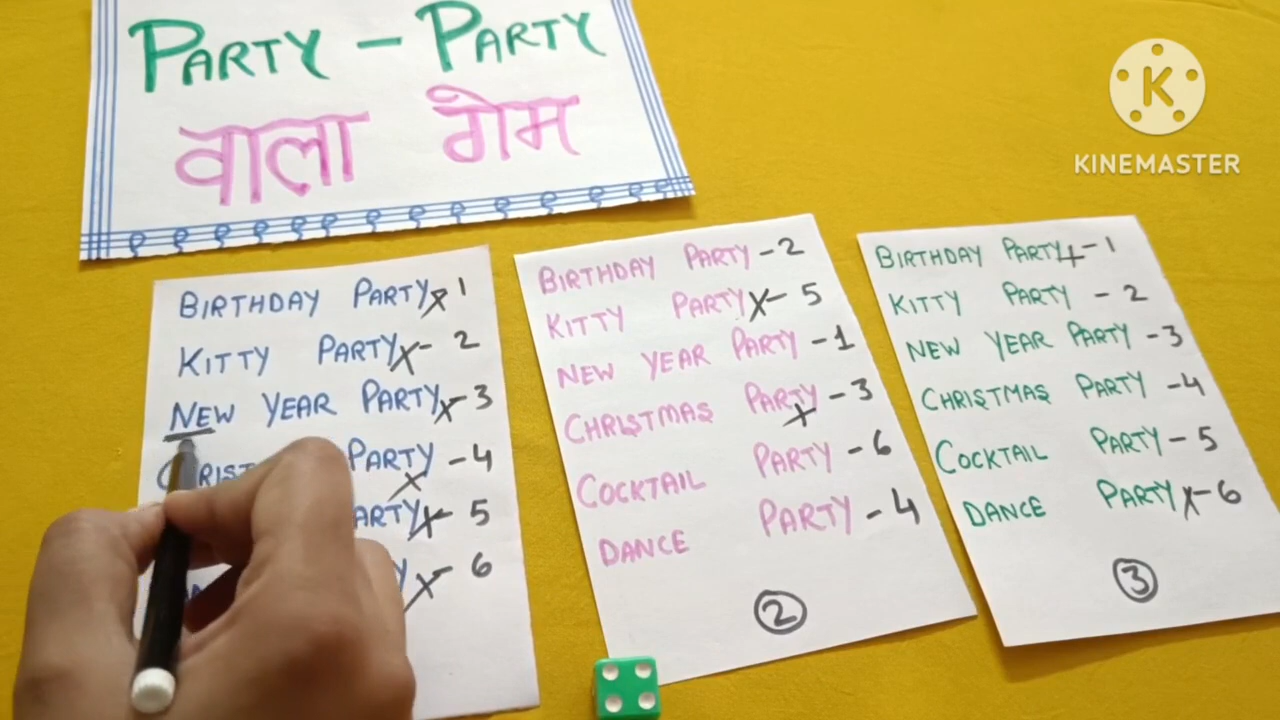 PARTY - PARTY
वाला गेम
K
KINEMASTER
BIRTHDAY PARTY x 1
KITTY PARTY x - 2
NEW YEAR PARTY x - 3
PARTY x - 4
x - 5
x - 6
BIRTHDAY PARTY - 2
KITTY PARTY x - 5
NEW YEAR PARTY - 1
CHRISTMAS PARTY x - 3
COCKTAIL PARTY - 6
DANCE PARTY - 4
2
BIRTHDAY PARTY x - 1
KITTY PARTY - 2
NEW YEAR PARTY - 3
CHRISTMAS PARTY - 4
COCKTAIL PARTY - 5
DANCE PARTY x - 6
3